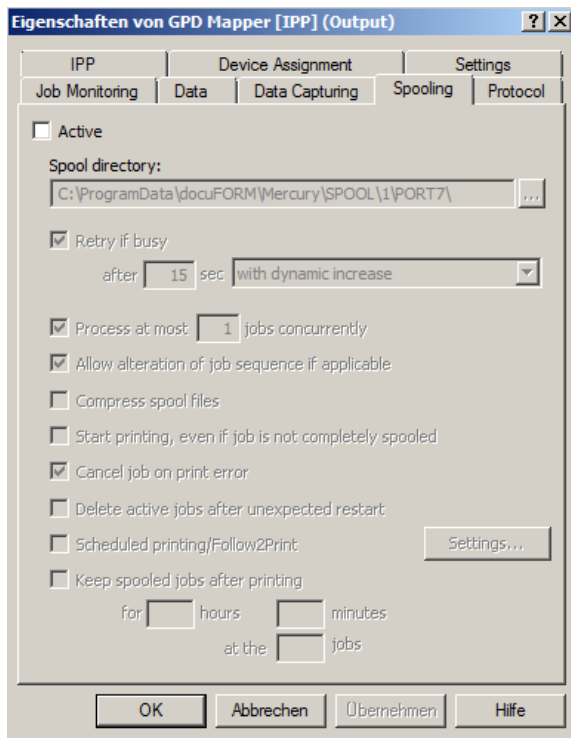 Eigenschaften von GPD Mapper [IPP] (Output)
IPP Device Assignment Settings
Job Monitoring Data Data Capturing Spooling Protocol
Active
Spool directory:
C:\ProgramData\docuFORM\Mercury\SPOOL\1\PORT7\ ...
Retry if busy
after 15 sec with dynamic increase
Process at most 1 jobs concurrently
Allow alteration of job sequence if applicable
Compress spool files
Start printing, even if job is not completely spooled
Cancel job on print error
Delete active jobs after unexpected restart
Scheduled printing/Follow2Print Settings...
Keep spooled jobs after printing
for hours minutes
at the jobs
OK Abbrechen Übernehmen Hilfe